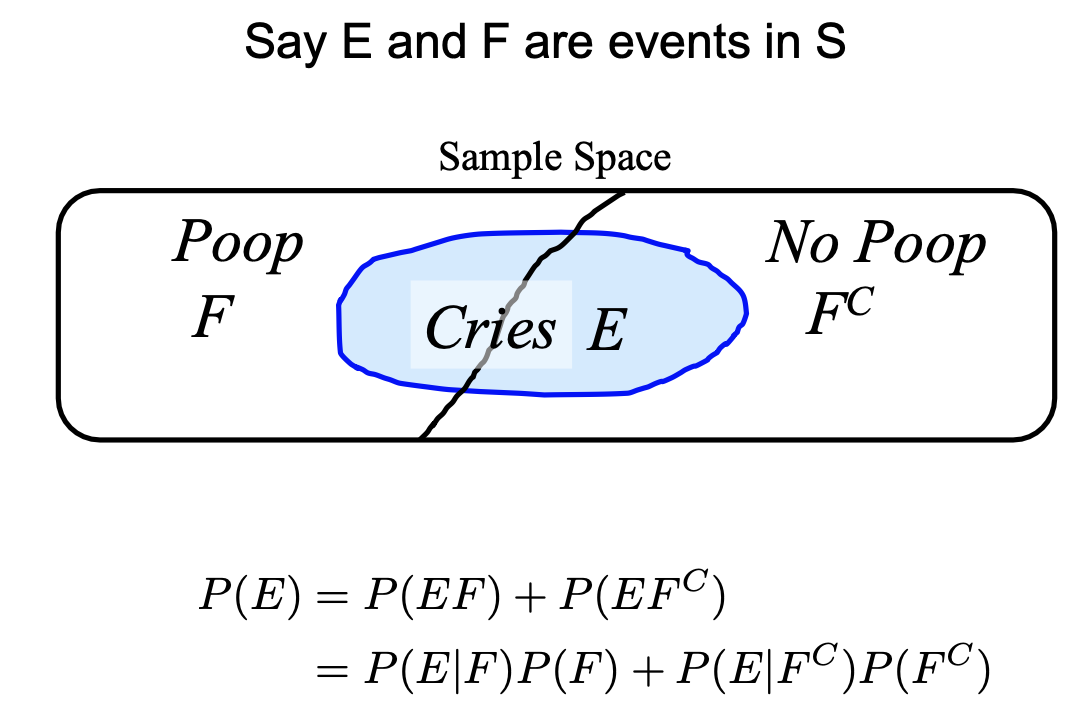 Say E and F are events in S
Sample Space
Poop
F
Cries E
No Poop
F^C
P(E) = P(EF) + P(EF^C)
= P(E|F)P(F) + P(E|F^C)P(F^C)